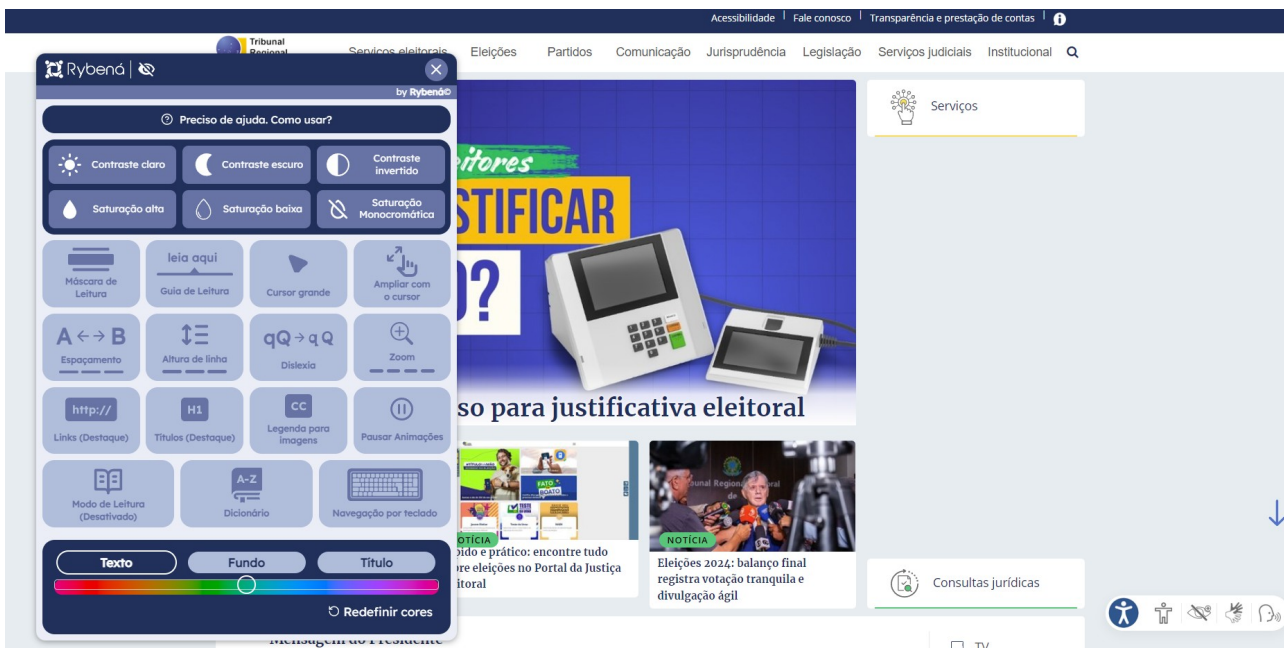 Acessibilidade
Fale conosco
Transparência e prestação de contas
Tribunal
Regional
Serviços eleitorais
Eleições
Partidos
Comunicação
Jurisprudência
Legislação
Serviços judiciais
Institucional
Rybená
by Rybená©
Preciso de ajuda. Como usar?
Contraste claro
Contraste escuro
Contraste
invertido
Saturação alta
Saturação baixa
Saturação
Monocromática
Máscara de
Leitura
leia aqui
Guia de Leitura
Cursor grande
Ampliar com
o cursor
A ←→ B
Espaçamento
Altura de linha
qQ→q Q
Dislexia
Zoom
http://
Links (Destaque)
H1
Títulos (Destaque)
CC
Legenda para
imagens
Pausar Animações
Modo de Leitura
(Desativado)
A-Z
Dicionário
Navegação por teclado
Texto
Fundo
Título
Redefinir cores
STIFICAR
?
so para justificativa eleitoral
FATO
BOATO
e prático: encontre tudo
eleições no Portal da Justiça
NOTÍCIA
Eleições 2024: balanço final
registra votação tranquila e
divulgação ágil
Serviços
Consultas jurídicas
Mensagem do Presidente
TV